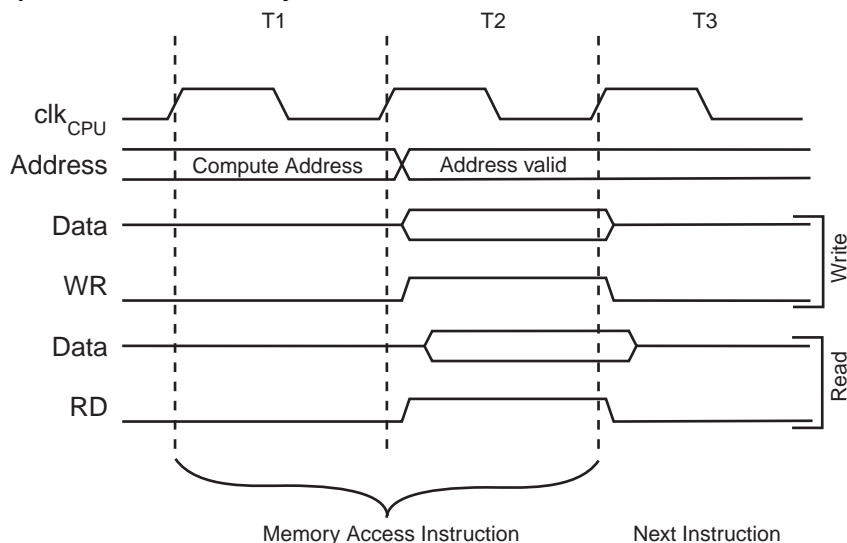 T1 T2 T3
clkCPU
Address Compute Address Address valid
Data
WR
Write
Data
RD
Read
Memory Access Instruction Next Instruction